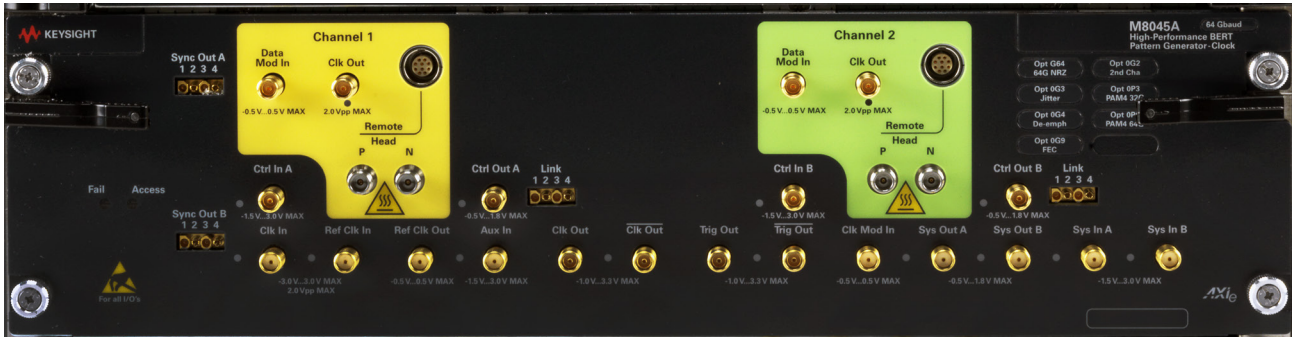 KEYSIGHT
M8045A 64 Gbaud
High-Performance BERT
Pattern Generator-Clock
Sync Out A
1 2 3 4
Channel 1
Data
Mod In
Clk Out
-0.5 V...0.5 V MAX
2.0 Vpp MAX
Remote
Head
P N
Channel 2
Data
Mod In
Clk Out
-0.5 V...0.5 V MAX
2.0 Vpp MAX
Remote
Head
P N
Opt G64
64G NRZ
Opt 0G2
2nd Cha
Opt 0G3
Jitter
Opt 0P3
PAM4
Opt 0G4
De-emph
PAM4
Opt 0G9
FEC
Fail Access
Ctrl In A
-1.5 V...3.0 V MAX
Ctrl Out A
-0.5 V...1.8 V MAX
Link
1 2 3 4
Ctrl In B
-1.5 V...3.0 V MAX
Ctrl Out B
-0.5 V...1.8 V MAX
Link
1 2 3 4
Sync Out B
1 2 3 4
Clk In Ref Clk In Ref Clk Out Aux In Clk Out Clk Out Trig Out Trig Out Clk Mod In Sys Out A Sys Out B Sys In A Sys In B
-3.0 V...3.0 V MAX
2.0 Vpp MAX
-0.5 V...0.5 V MAX
-1.5 V...3.0 V MAX
-1.0 V...3.3 V MAX
-1.0 V...3.3 V MAX
-0.5 V...0.5 V MAX
-0.5 V...1.8 V MAX
-1.5 V...3.0 V MAX
For all I/O's
AXIe